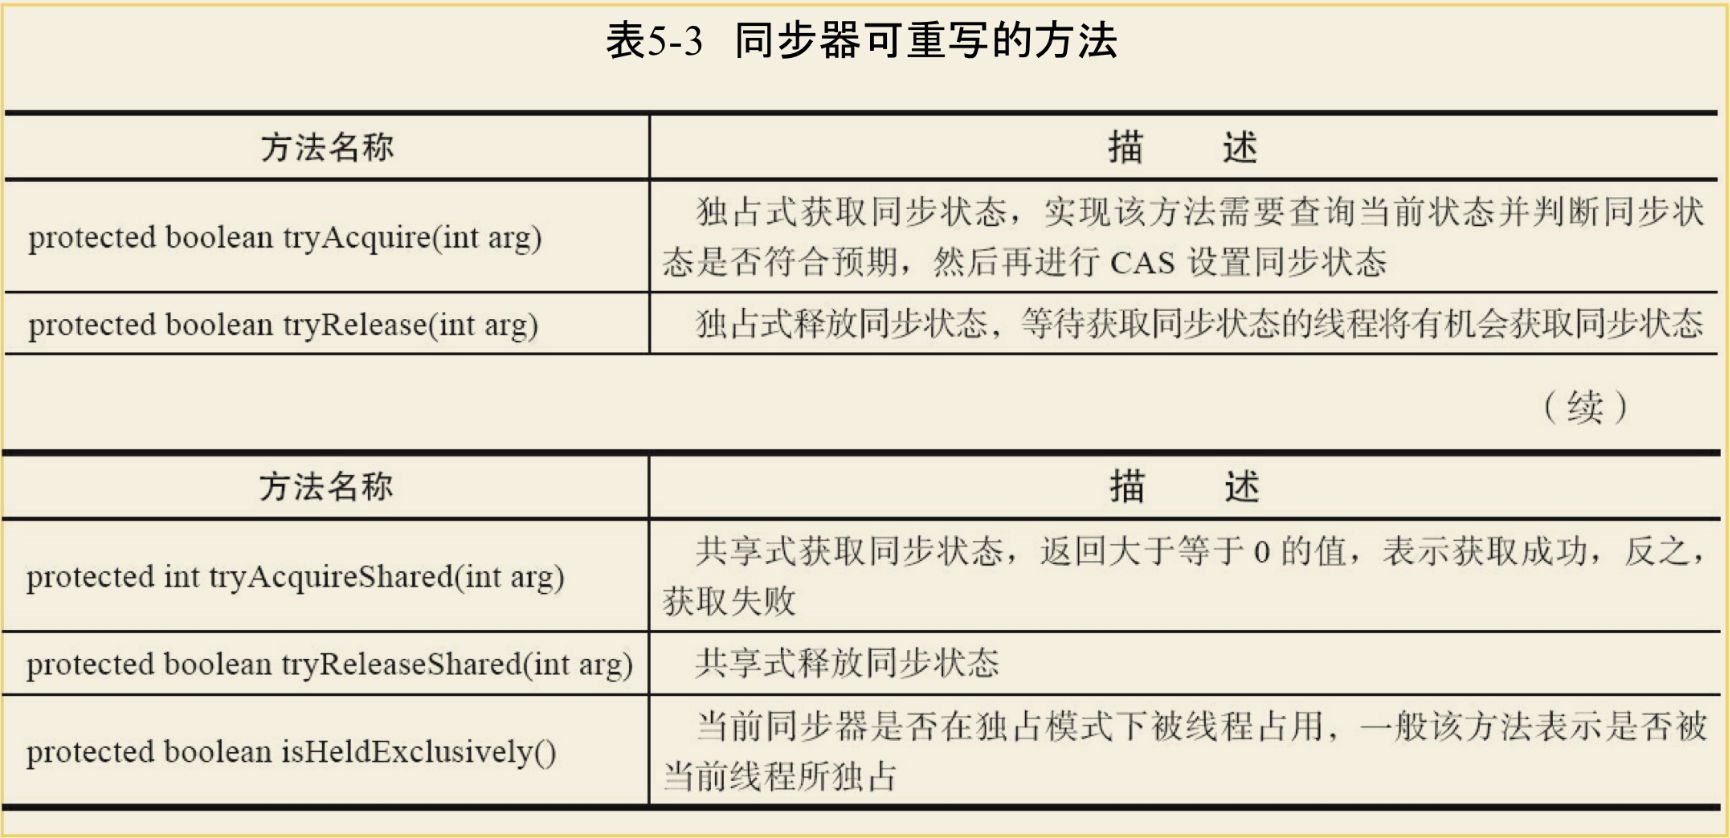 表5-3 同步器可重写的方法
方法名称 描 述
protected boolean tryAcquire(int arg) 独占式获取同步状态，实现该方法需要查询当前状态并判断同步状
态是否符合预期，然后再进行 CAS 设置同步状态
protected boolean tryRelease(int arg) 独占式释放同步状态，等待获取同步状态的线程将有机会获取同步状态
（续）
方法名称 描 述
protected int tryAcquireShared(int arg) 共享式获取同步状态，返回大于等于 0 的值，表示获取成功，反之，
获取失败
protected boolean tryReleaseShared(int arg) 共享式释放同步状态
protected boolean isHeldExclusively() 当前同步器是否在独占模式下被线程占用，一般该方法表示是否被
当前线程所独占